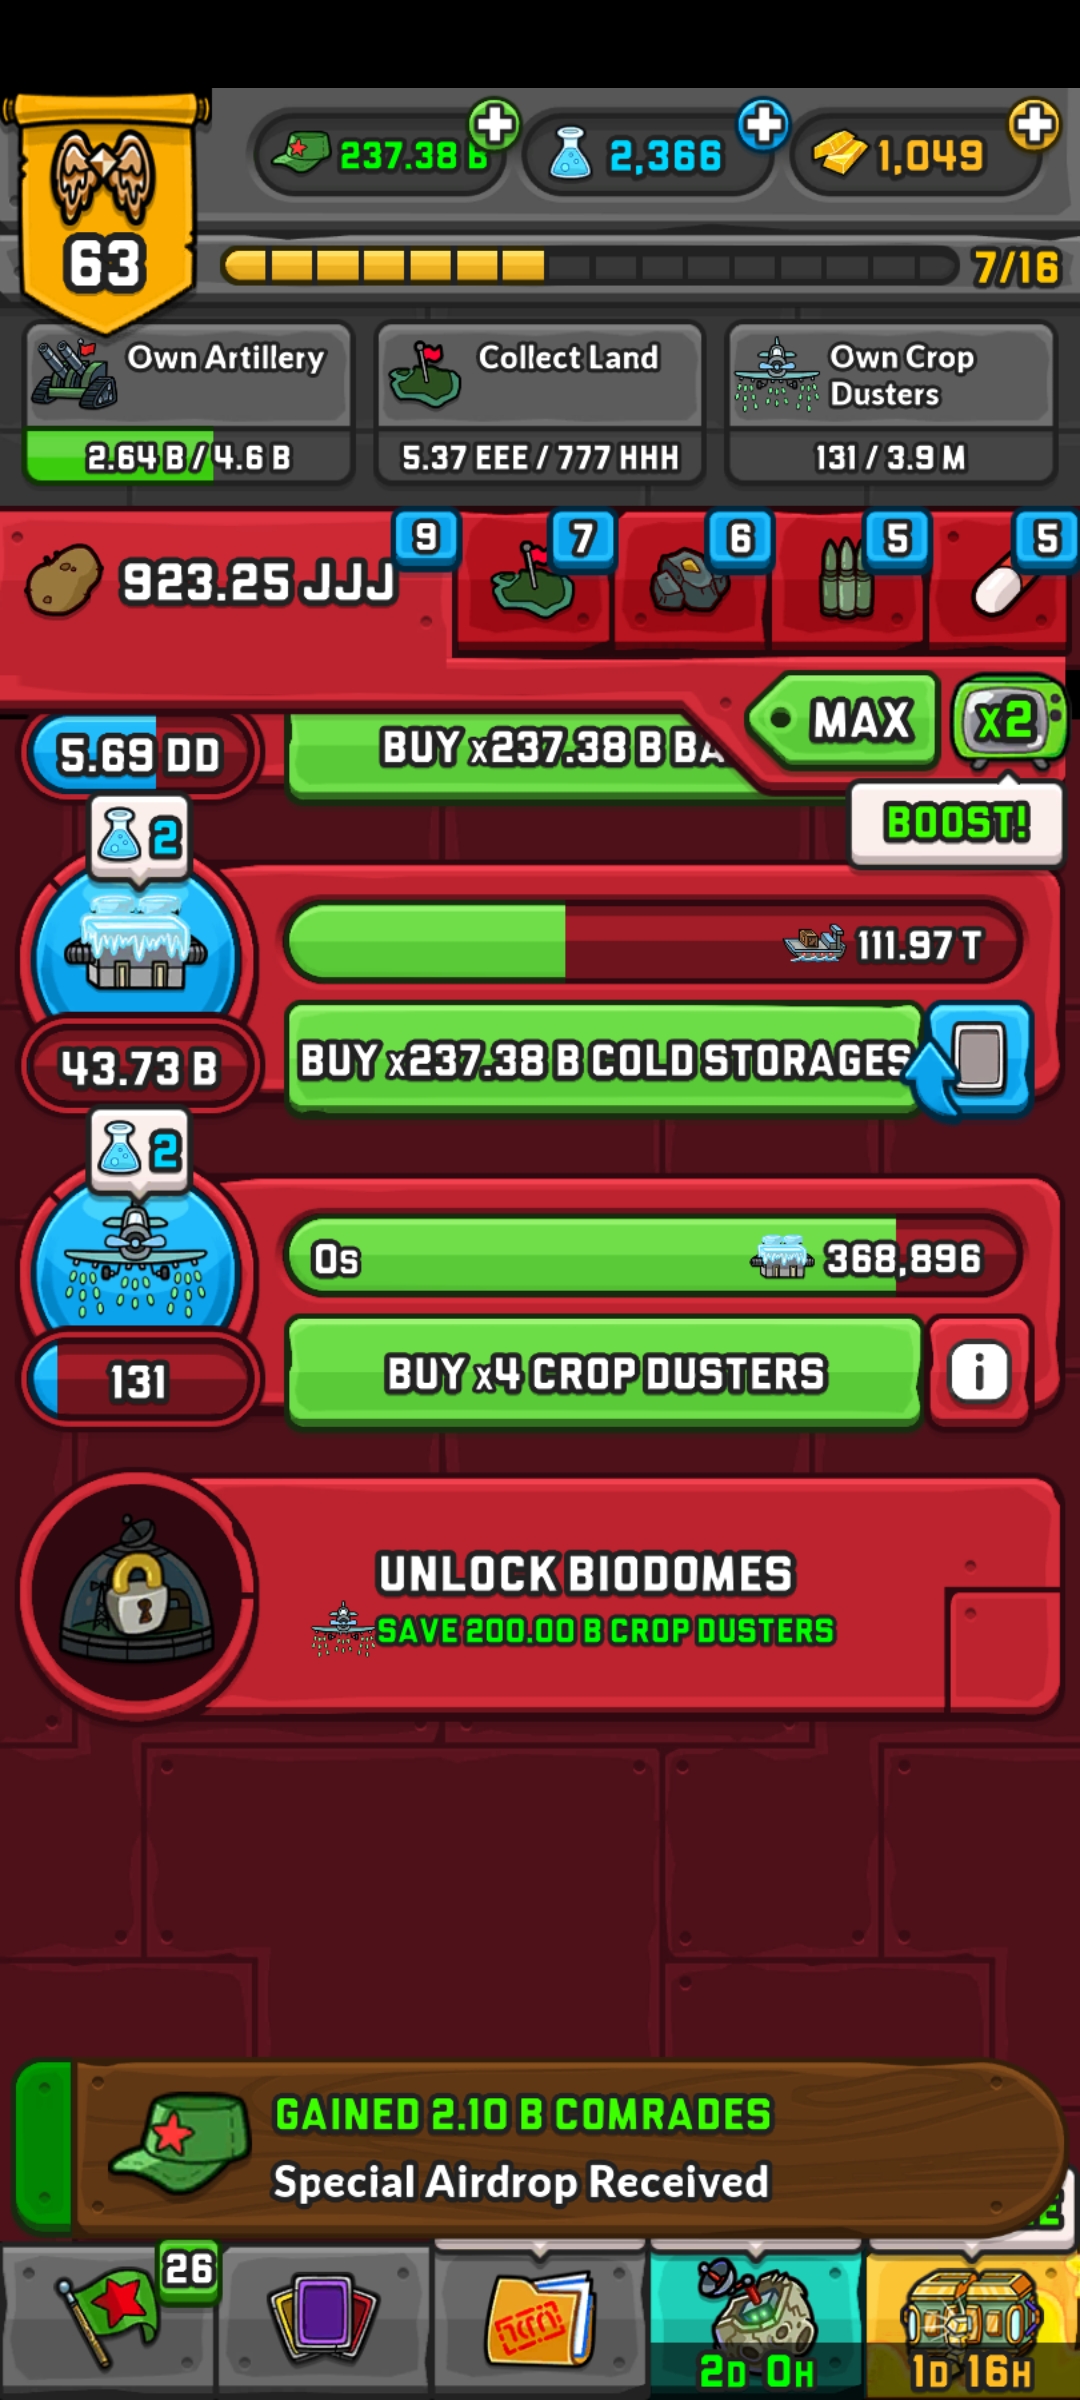 237.38 B
2,366
1,049
63
7/16
Own Artillery
2.64 B / 4.6 B
Collect Land
5.37 EEE / 777 HHH
Own Crop
Dusters
131 / 3.9 M
923.25 JJJ
9
7
6
5
5
MAX
x2
BOOST!
5.69 DD
BUY x237.38 B
2
111.97 T
43.73 B
BUY x237.38 B COLD STORAGES
2
0s
368,896
131
BUY x4 CROP DUSTERS
i
UNLOCK BIODOMES
SAVE 200.00 B CROP DUSTERS
GAINED 2.10 B COMRADES
Special Airdrop Received
26
2D 0H
1D 16H